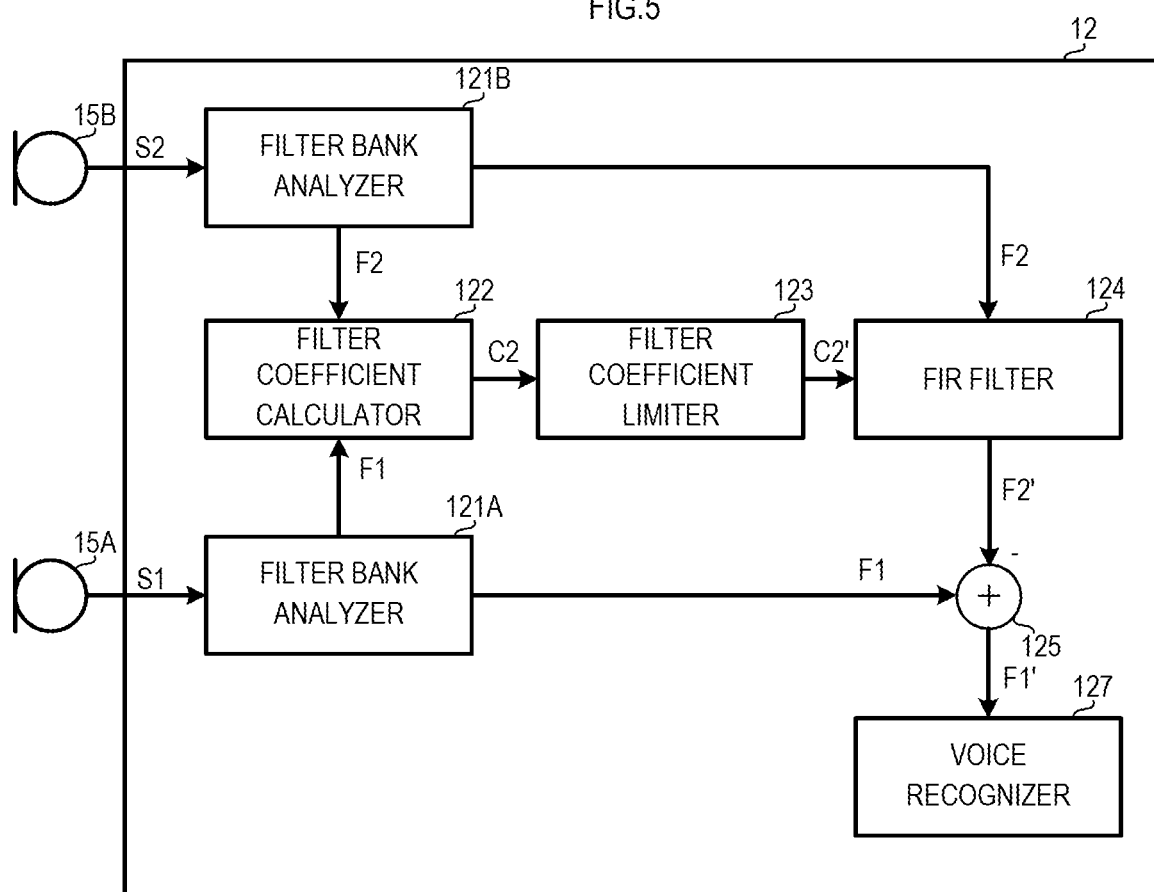 FIG.5
12
121B
15B
S2
FILTER BANK
ANALYZER
F2
F2
122
123
124
FILTER
COEFFICIENT
CALCULATOR
C2
FILTER
COEFFICIENT
LIMITER
C2'
FIR FILTER
F1
F2'
121A
15A
S1
FILTER BANK
ANALYZER
F1
-
+
125
F1'
127
VOICE
RECOGNIZER